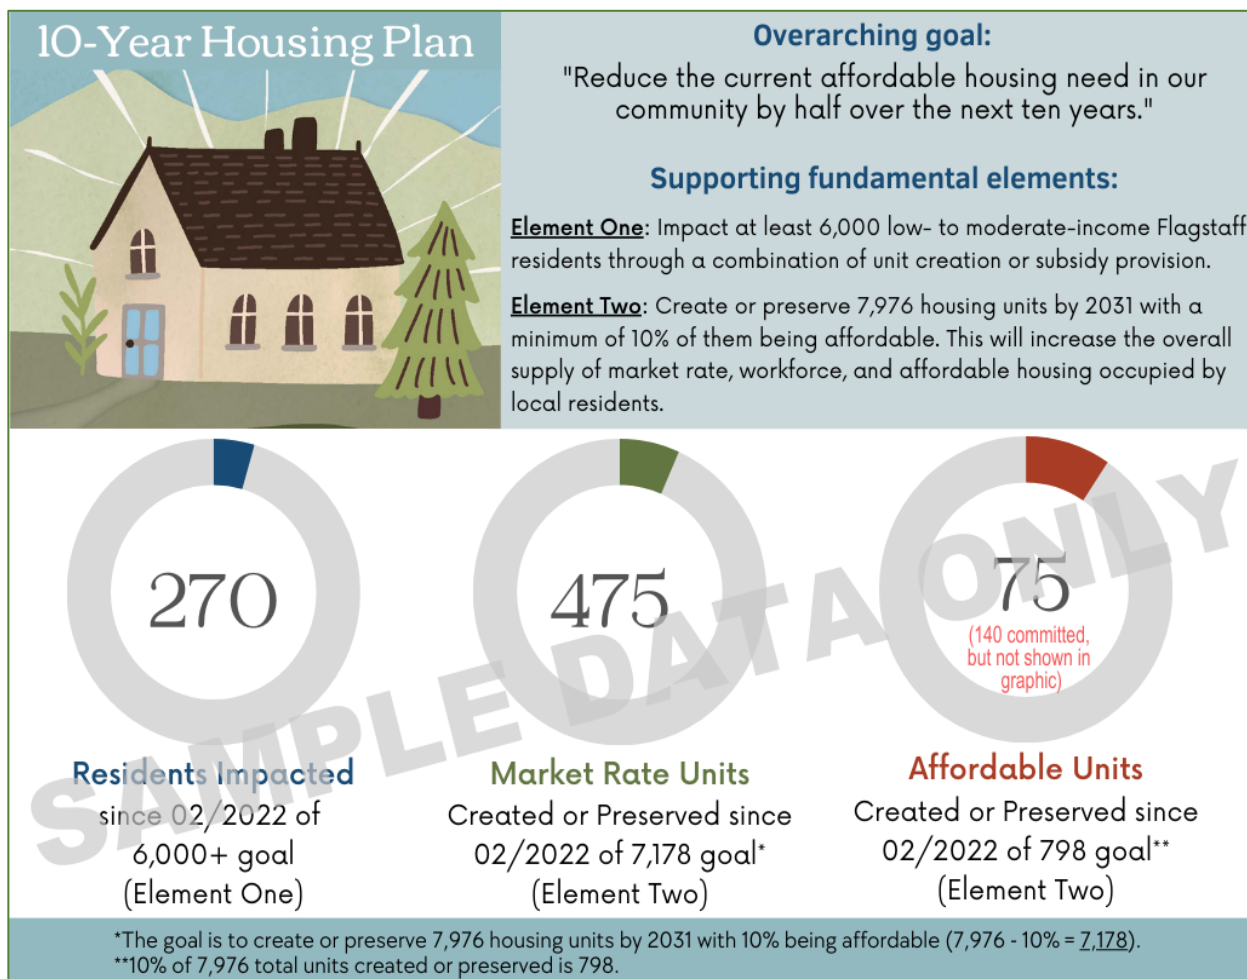 10-Year Housing Plan
Overarching goal:
"Reduce the current affordable housing need in our
community by half over the next ten years."
Supporting fundamental elements:
Element One: Impact at least 6,000 low- to moderate-income Flagstaff
residents through a combination of unit creation or subsidy provision.
Element Two: Create or preserve 7,976 housing units by 2031 with a
minimum of 10% of them being affordable. This will increase the overall
supply of market rate, workforce, and affordable housing occupied by
local residents.
270
Residents Impacted
since 02/2022 of
6,000+ goal
(Element One)
475
Market Rate Units
Created or Preserved since
02/2022 of 7,178 goal*
(Element Two)
75
(140 committed,
but not shown in
graphic)
Affordable Units
Created or Preserved since
02/2022 of 798 goal**
(Element Two)
SAMPLE DATA ONLY
*The goal is to create or preserve 7,976 housing units by 2031 with 10% being affordable (7,976 - 10% = 7,178).
**10% of 7,976 total units created or preserved is 798.